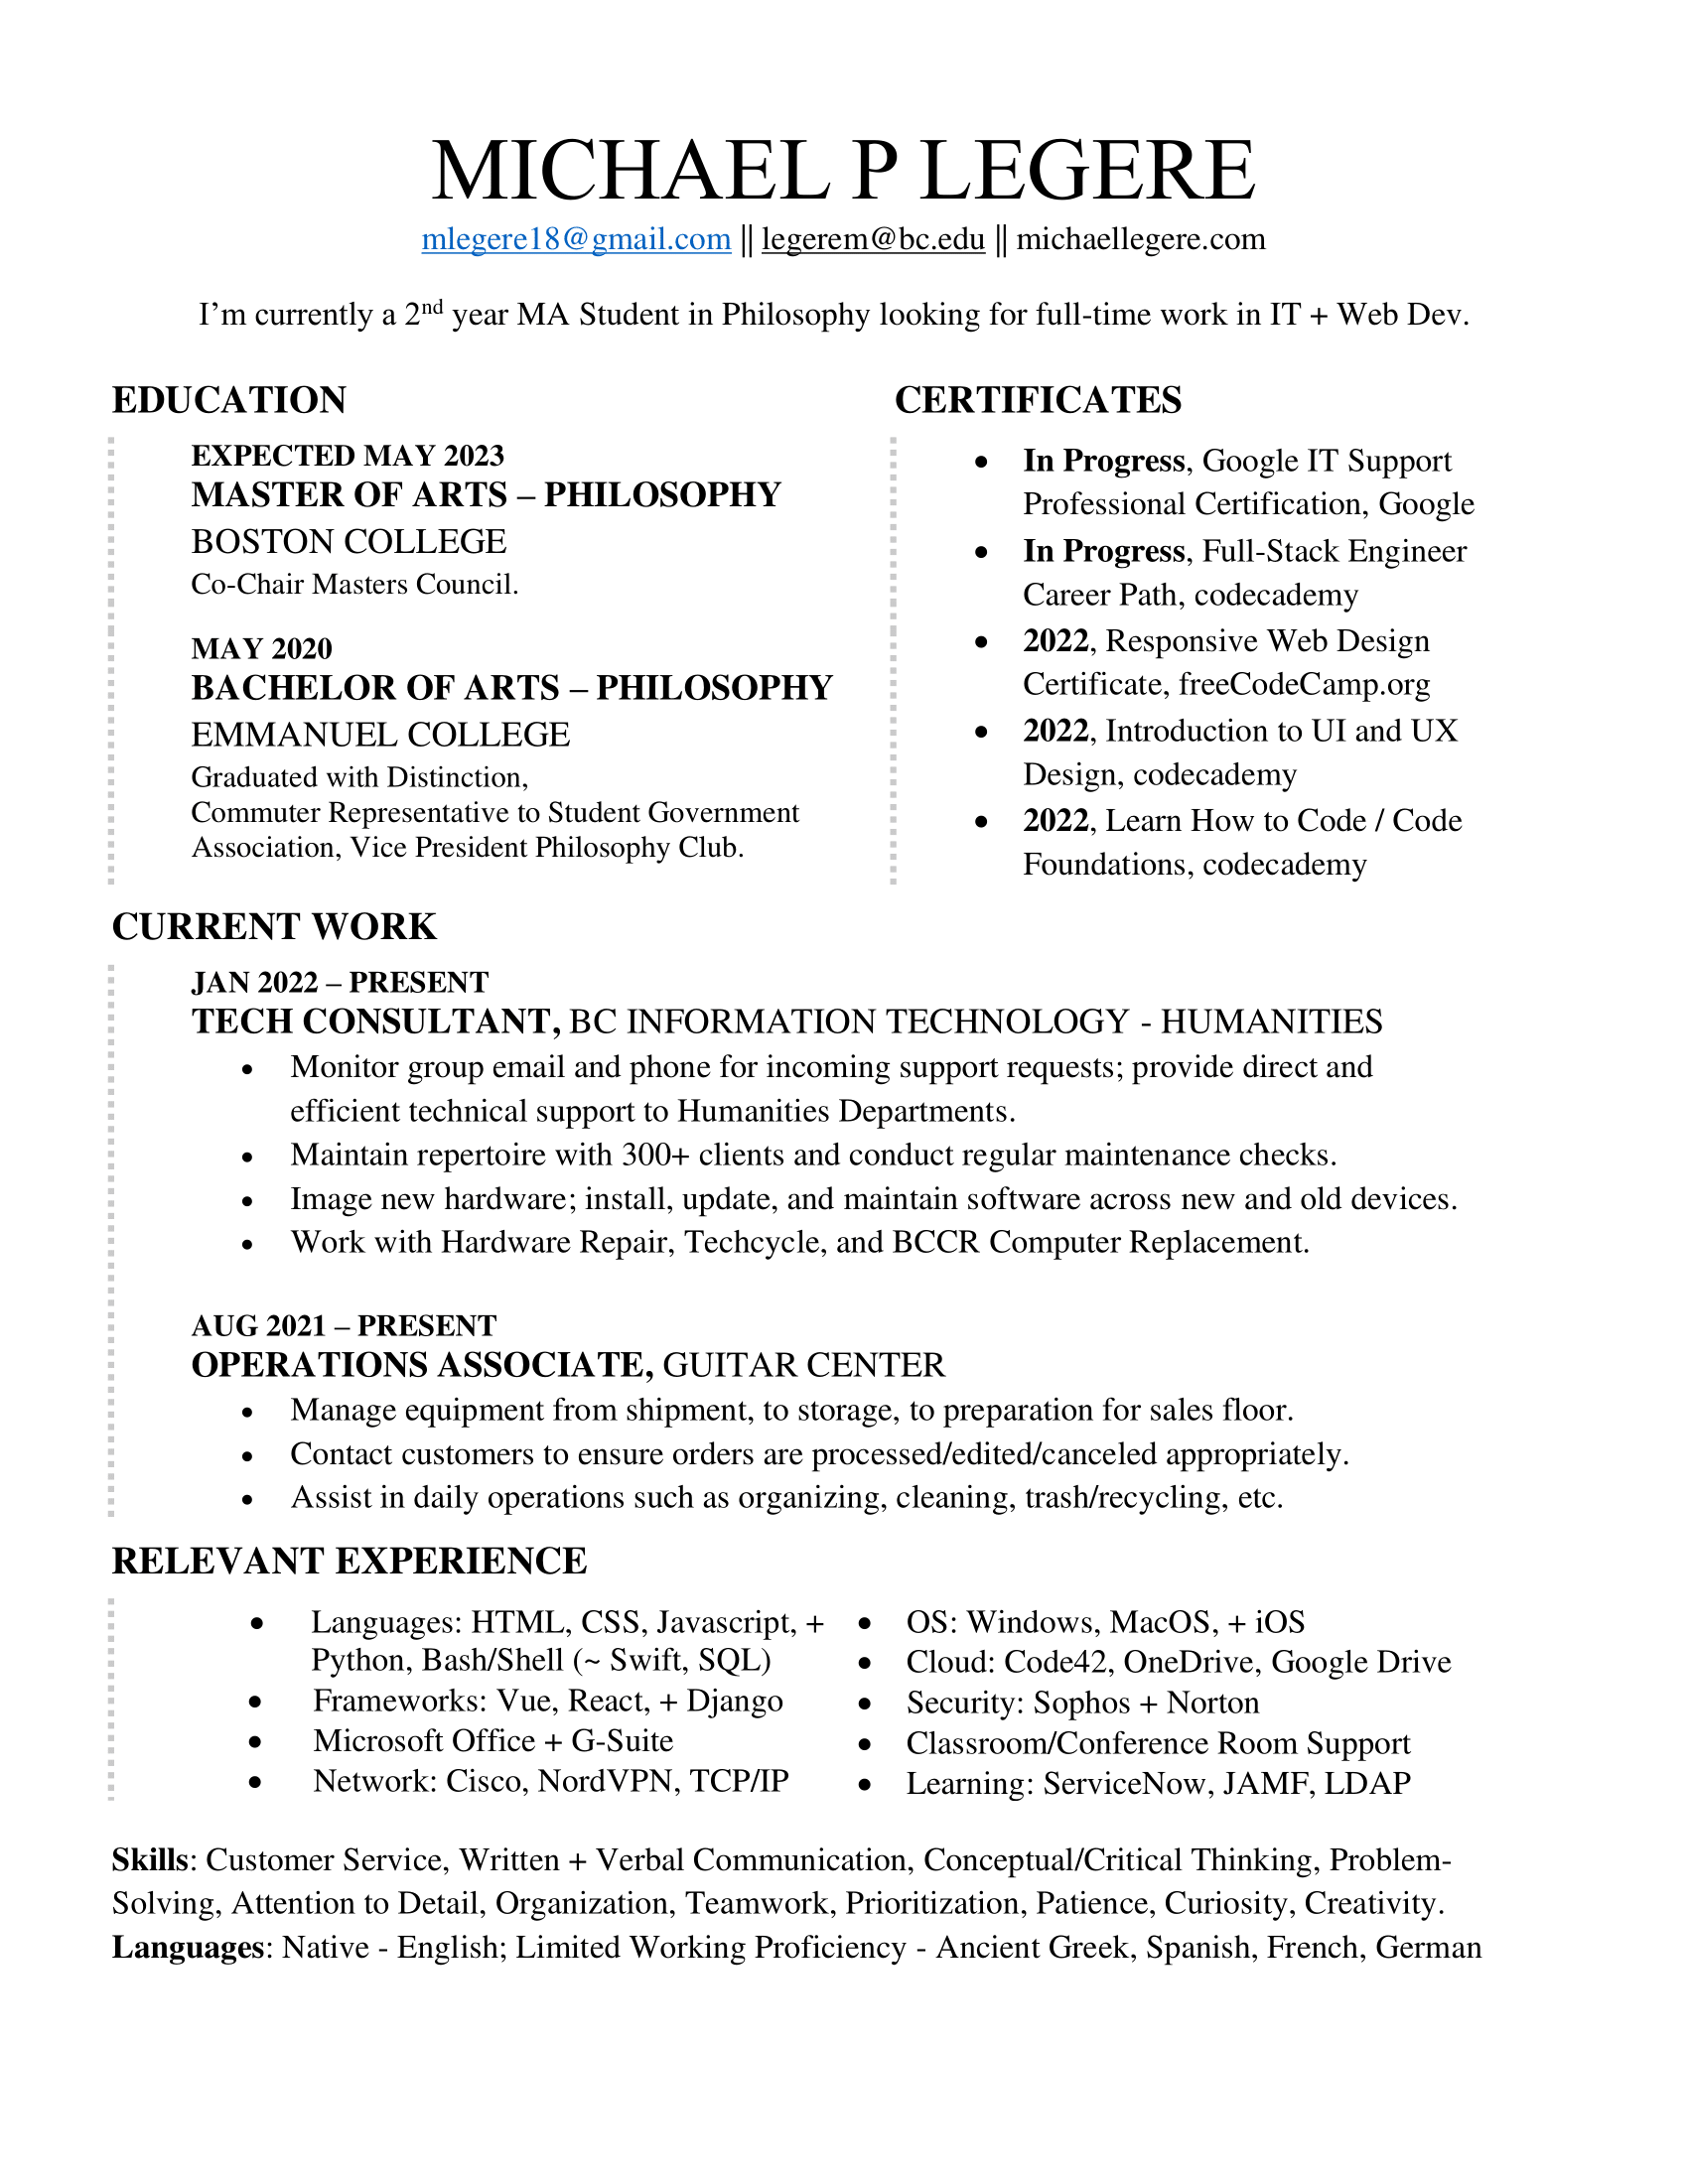 MICHAEL P LEGERE
mlegere18@gmail.com || legerem@bc.edu || michaellegere.com
I’m currently a 2nd year MA Student in Philosophy looking for full-time work in IT + Web Dev.
EDUCATION
EXPECTED MAY 2023
MASTER OF ARTS – PHILOSOPHY
BOSTON COLLEGE
Co-Chair Masters Council.
MAY 2020
BACHELOR OF ARTS – PHILOSOPHY
EMMANUEL COLLEGE
Graduated with Distinction,
Commuter Representative to Student Government
Association, Vice President Philosophy Club.
CERTIFICATES
• In Progress, Google IT Support
Professional Certification, Google
• In Progress, Full-Stack Engineer
Career Path, codecademy
• 2022, Responsive Web Design
Certificate, freeCodeCamp.org
• 2022, Introduction to UI and UX
Design, codecademy
• 2022, Learn How to Code / Code
Foundations, codecademy
CURRENT WORK
JAN 2022 – PRESENT
TECH CONSULTANT, BC INFORMATION TECHNOLOGY - HUMANITIES
• Monitor group email and phone for incoming support requests; provide direct and
efficient technical support to Humanities Departments.
• Maintain repertoire with 300+ clients and conduct regular maintenance checks.
• Image new hardware; install, update, and maintain software across new and old devices.
• Work with Hardware Repair, Techcycle, and BCCR Computer Replacement.
AUG 2021 – PRESENT
OPERATIONS ASSOCIATE, GUITAR CENTER
• Manage equipment from shipment, to storage, to preparation for sales floor.
• Contact customers to ensure orders are processed/edited/canceled appropriately.
• Assist in daily operations such as organizing, cleaning, trash/recycling, etc.
RELEVANT EXPERIENCE
• Languages: HTML, CSS, Javascript, +
Python, Bash/Shell (~ Swift, SQL)
• Frameworks: Vue, React, + Django
• Microsoft Office + G-Suite
• Network: Cisco, NordVPN, TCP/IP
• OS: Windows, MacOS, + iOS
• Cloud: Code42, OneDrive, Google Drive
• Security: Sophos + Norton
• Classroom/Conference Room Support
• Learning: ServiceNow, JAMF, LDAP
Skills: Customer Service, Written + Verbal Communication, Conceptual/Critical Thinking, Problem-
Solving, Attention to Detail, Organization, Teamwork, Prioritization, Patience, Curiosity, Creativity.
Languages: Native - English; Limited Working Proficiency - Ancient Greek, Spanish, French, German